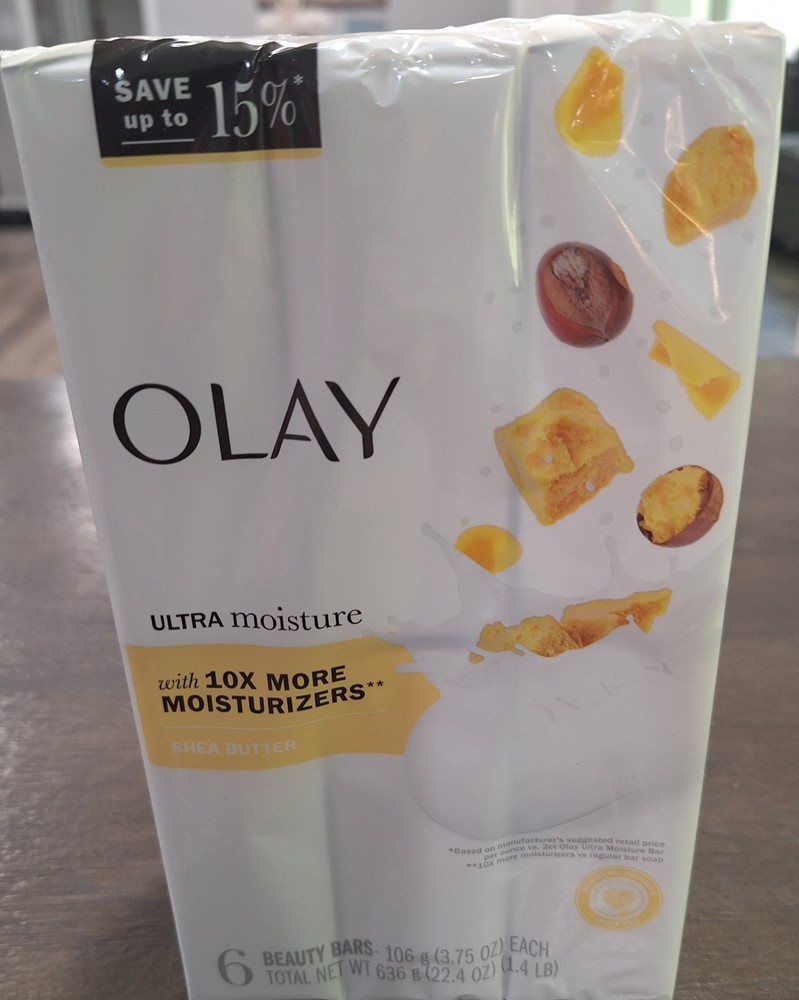 SAVE
up to 15%*
OLAY
ULTRA moisture
with 10X MORE
MOISTURIZERS**
SHEA BUTTER
*Based on manufacturer's suggested retail price
per ounce vs. 2ct Olay Ultra Moisture Bar
**10X more moisturizers vs regular bar soap
6 BEAUTY BARS- 106 g (3.75 OZ) EACH
TOTAL NET WT 636 g (22.4 OZ) (1.4 LB)